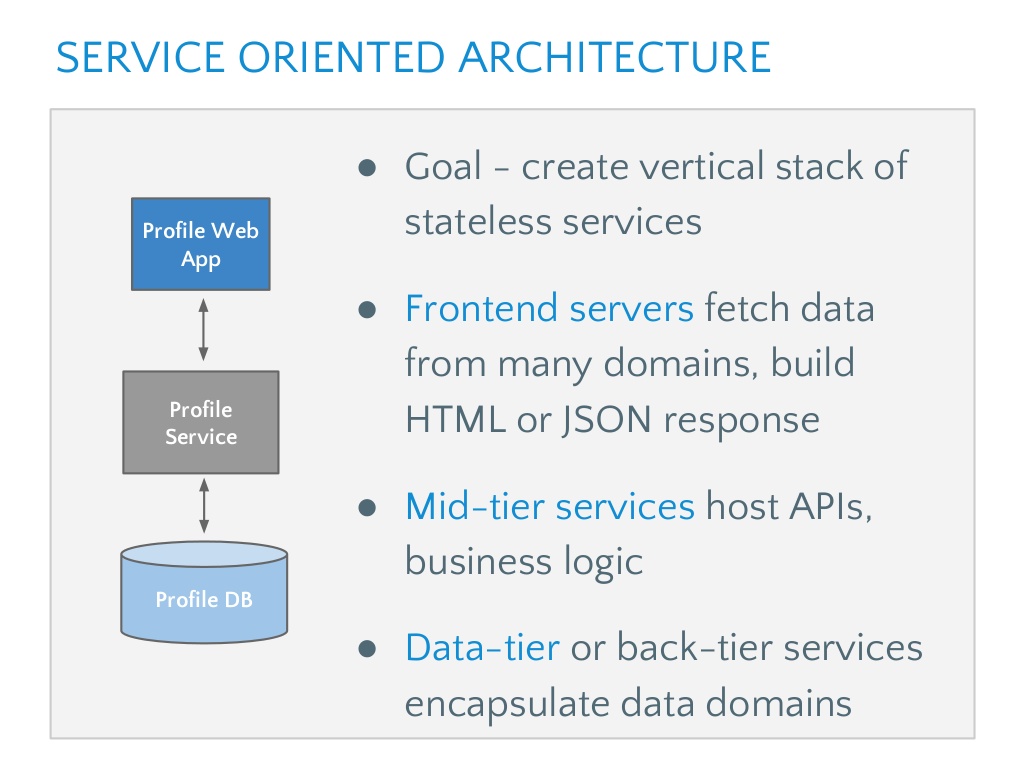 SERVICE ORIENTED ARCHITECTURE
Profile Web
App
Profile
Service
Profile DB
● Goal – create vertical stack of
stateless services
● Frontend servers fetch data
from many domains, build
HTML or JSON response
● Mid-tier services host APIs,
business logic
● Data-tier or back-tier services
encapsulate data domains